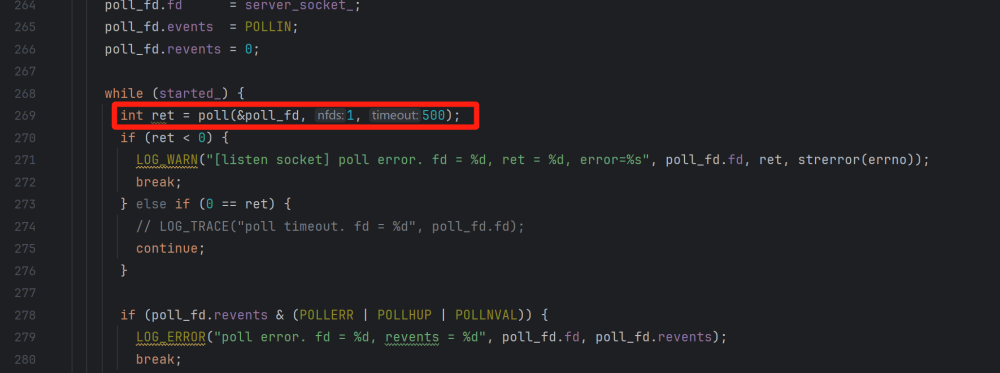 264 poll_fd.fd      = server_socket_;
265 poll_fd.events  = POLLIN;
266 poll_fd.revents = 0;
267
268 while (started_) {
269   int ret = poll(&poll_fd, nfds: 1, timeout: 500);
270   if (ret < 0) {
271     LOG_WARN("[listen socket] poll error. fd = %d, ret = %d, error=%s", poll_fd.fd, ret, strerror(errno));
272     break;
273   } else if (0 == ret) {
274     // LOG_TRACE("poll timeout. fd = %d", poll_fd.fd);
275     continue;
276   }
277
278   if (poll_fd.revents & (POLLERR | POLLHUP | POLLNVAL)) {
279     LOG_ERROR("poll error. fd = %d, revents = %d", poll_fd.fd, poll_fd.revents);
280     break;